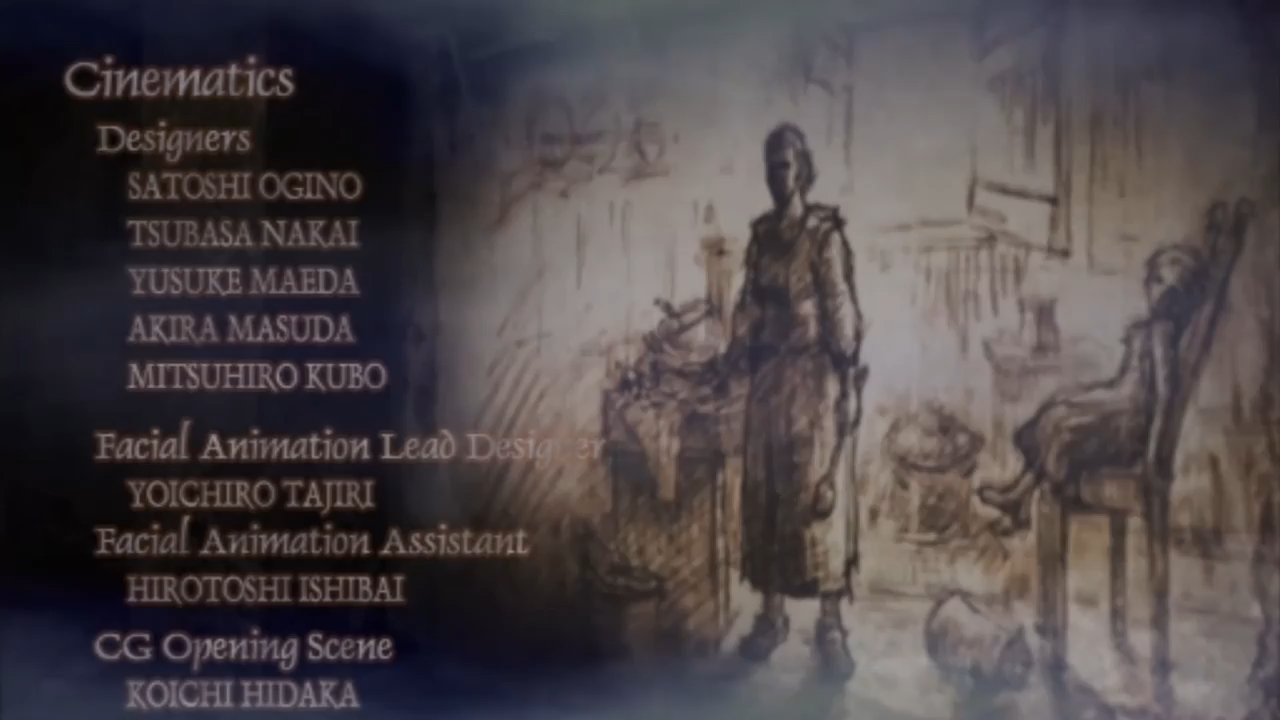 Cinematics
Designers
SATOSHI OGINO
TSUBASA NAKAI
YUSUKE MAEDA
AKIRA MASUDA
MITSUHIRO KUBO
Facial Animation Lead Designer
YOICHIRO TAJIRI
Facial Animation Assistant
HIROTOSHI ISHIBAI
CG Opening Scene
KOICHI HIDAKA